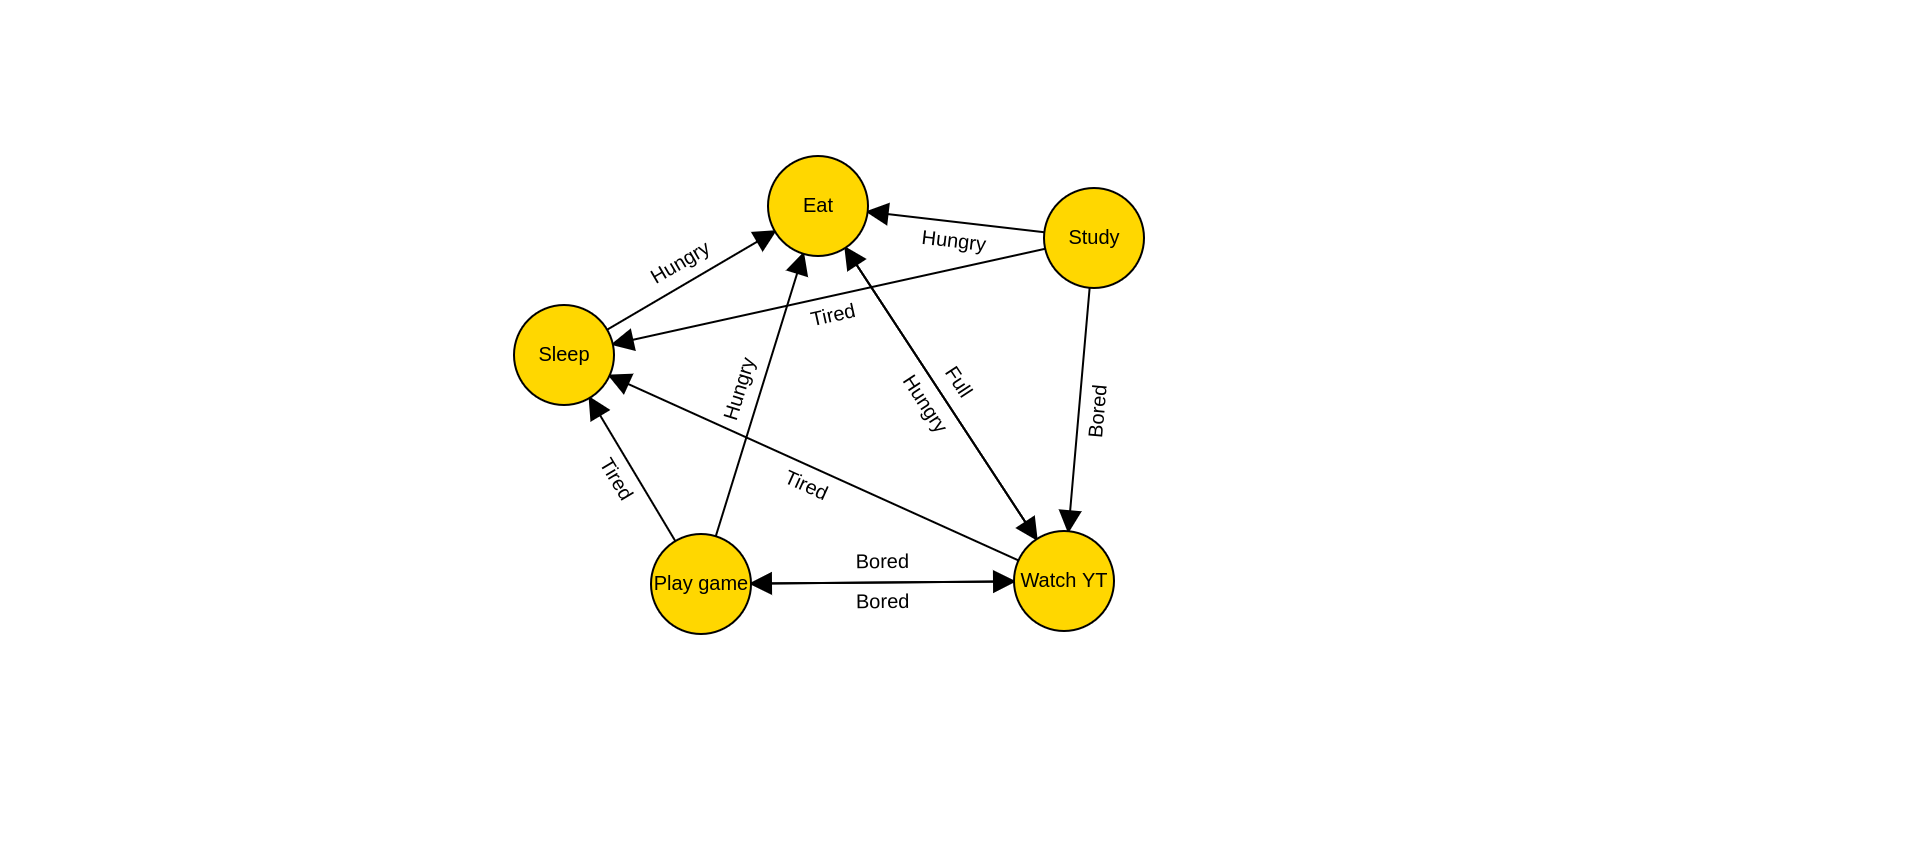 Eat
Study
Hungry
Hungry
Tired
Sleep
Hungry
Full
Hungry
Bored
Tired
Tired
Bored
Play game
Watch YT
Bored